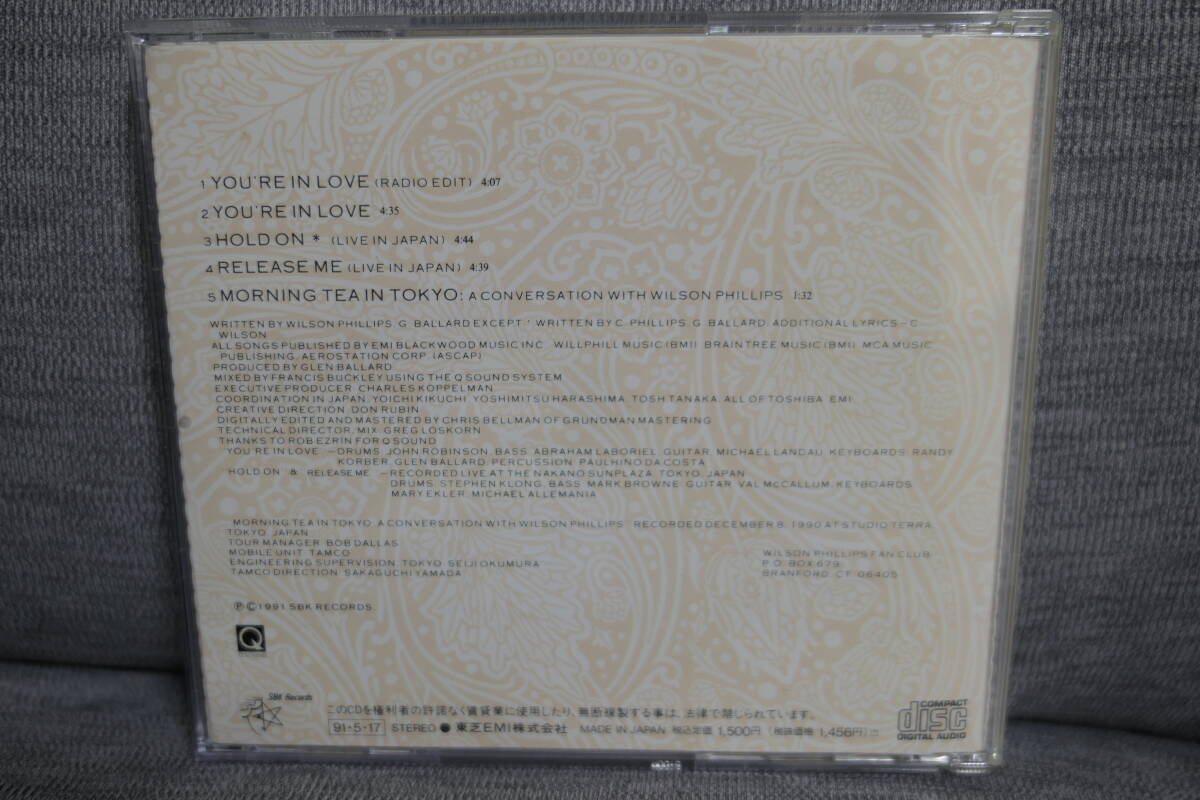 1 YOU'RE IN LOVE (RADIO EDIT) 4:07
2 YOU'RE IN LOVE 4:35
3 HOLD ON * (LIVE IN JAPAN) 4:44
4 RELEASE ME (LIVE IN JAPAN) 4:39
5 MORNING TEA IN TOKYO: A CONVERSATION WITH WILSON PHILLIPS 1:32
WRITTEN BY WILSON PHILLIPS, G. BALLARD EXCEPT * WRITTEN BY C. PHILLIPS, G. BALLARD, ADDITIONAL LYRICS – C.
WILSON
ALL SONGS PUBLISHED BY EMI BLACKWOOD MUSIC INC. WILLPHILL MUSIC (BMI), BRAINTREE MUSIC (BMI), MCA MUSIC
PUBLISHING, AEROSTATION CORP. (ASCAP)
PRODUCED BY GLEN BALLARD
MIXED BY FRANCIS BUCKLEY USING THE Q SOUND SYSTEM
EXECUTIVE PRODUCER: CHARLES KOPPELMAN
COORDINATION IN JAPAN: YOICHI KIKUCHI, YOSHIMITSU HARASHIMA, TOSH TANAKA, ALL OF TOSHIBA EMI
CREATIVE DIRECTION: DON RUBIN
DIGITALLY EDITED AND MASTERED BY CHRIS BELLMAN OF GRUNDMAN MASTERING
TECHNICAL DIRECTOR, MIX: GREG LOSKORN
THANKS TO ROB EZRIN FOR Q SOUND
YOU'RE IN LOVE – DRUMS: JOHN ROBINSON, BASS: ABRAHAM LABORIEL, GUITAR: MICHAEL LANDAU, KEYBOARDS: RANDY
KORBER, GLEN BALLARD, PERCUSSION: PAULHINO DA COSTA
HOLD ON & RELEASE ME – RECORDED LIVE AT THE NAKANO SUNPLAZA, TOKYO, JAPAN
DRUMS: STEPHEN KLONG, BASS: MARK BROWNE, GUITAR: VAL McCALLUM, KEYBOARDS:
MARY EKLER, MICHAEL ALLEMANIA
MORNING TEA IN TOKYO: A CONVERSATION WITH WILSON PHILLIPS RECORDED DECEMBER 8, 1990 AT STUDIO TERRA
TOKYO, JAPAN
TOUR MANAGER: BOB DALLAS
MOBILE UNIT: TAMCO
ENGINEERING SUPERVISION, TOKYO: SEIJI OKUMURA
TAMCO DIRECTION: SAKAGUCHI YAMADA
WILSON PHILLIPS FAN CLUB
P.O. BOX 679
BRANFORD, CT 06405
Ⓟ©1991 SBK RECORDS.
Q
SBK Records
このCDを権利者の許諾なく賃貸業に使用したり、無断複製する事は、法律で禁じられています。
91・5・17 STEREO ● 東芝EMI株式会社 MADE IN JAPAN 税込定価 1,500円 (税抜価格 1,456円)
COMPACT
disc
DIGITAL AUDIO